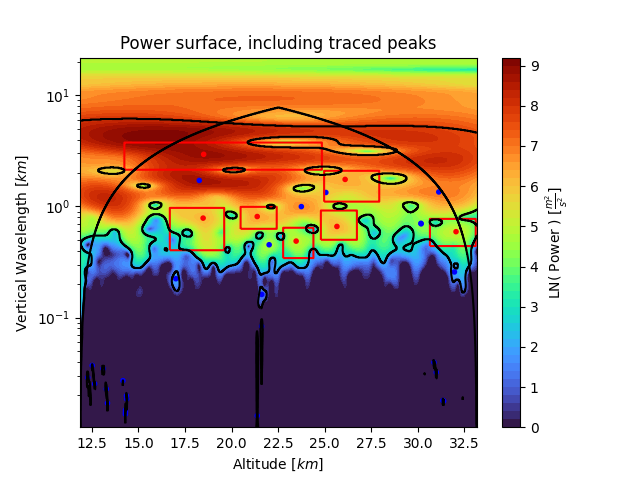 Power surface, including traced peaks
Vertical Wavelength [km]
10¹
10⁰
10⁻¹
12.5 15.0 17.5 20.0 22.5 25.0 27.5 30.0 32.5
Altitude [km]
9
8
7
6
5
4
3
2
1
0
LN( Power ) [m²/s²]